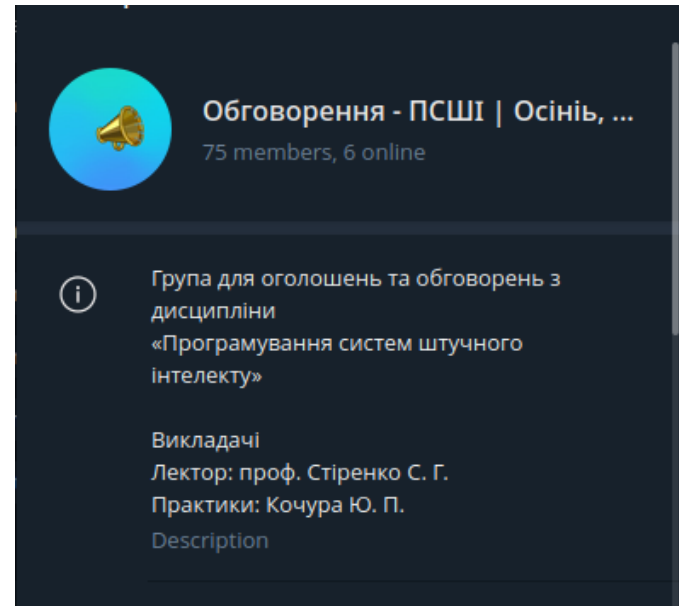 Обговорення - ПСШІ | Осінь, ...
75 members, 6 online
Група для оголошень та обговорень з
дисципліни
«Програмування систем штучного
інтелекту»
Викладачі
Лектор: проф. Стіренко С. Г.
Практики: Кочура Ю. П.
Description